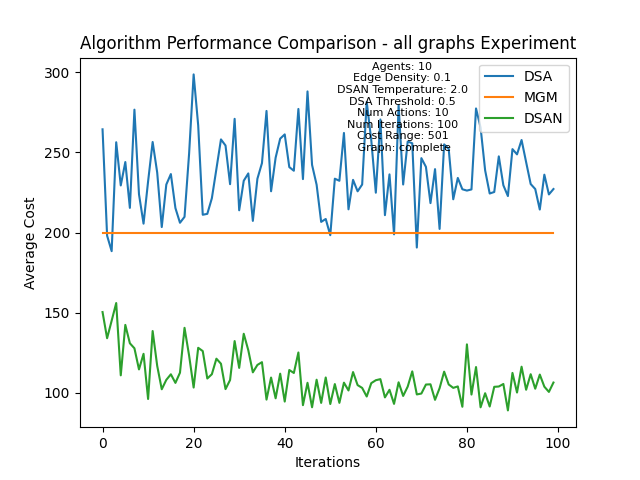 Algorithm Performance Comparison - all graphs Experiment
Agents: 10
Edge Density: 0.1
DSAN Temperature: 2.0
DSA Threshold: 0.5
Num Actions: 10
Num Iterations: 100
Cost Range: 501
Graph: complete
DSA
MGM
DSAN
Average Cost
300
250
200
150
100
0
20
40
60
80
100
Iterations